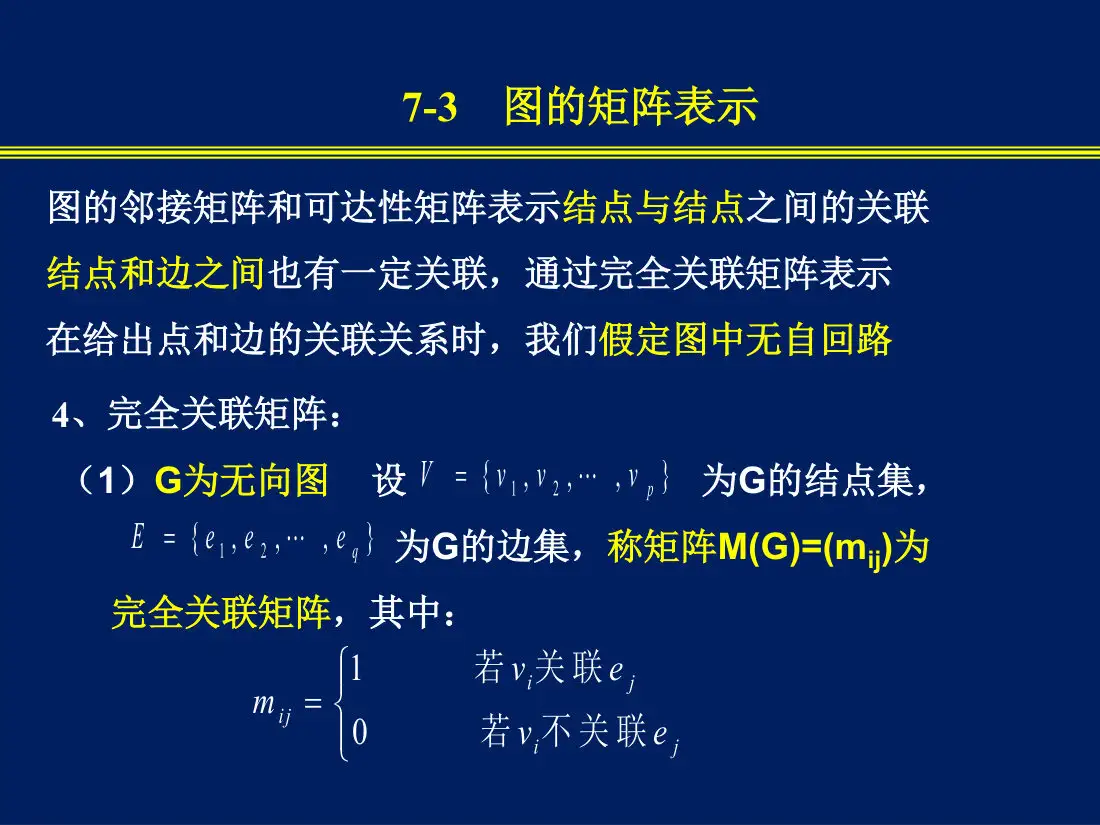 7-3 图的矩阵表示
图的邻接矩阵和可达性矩阵表示结点与结点之间的关联
结点和边之间也有一定关联，通过完全关联矩阵表示
在给出点和边的关联关系时，我们假定图中无自回路
4、完全关联矩阵：
（1）G为无向图 设 V = {v₁, v₂, ⋯, vₚ} 为G的结点集，
E = {e₁, e₂, ⋯, e_q} 为G的边集，称矩阵M(G)=(mᵢⱼ)为
完全关联矩阵，其中：
mᵢⱼ = {
1 若 vᵢ关联eⱼ
0 若 vᵢ不关联eⱼ